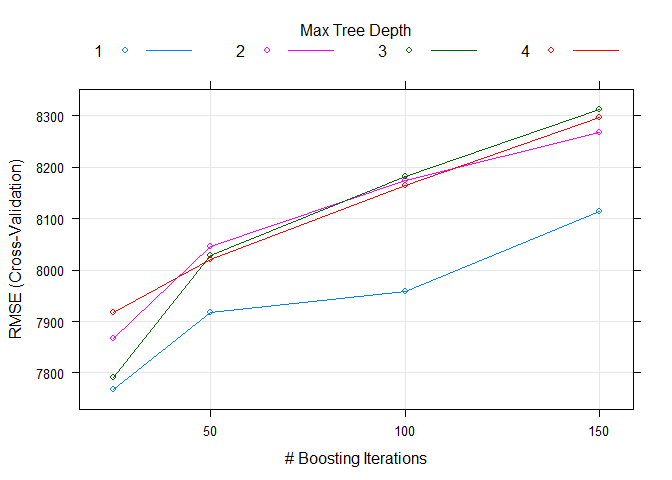 Max Tree Depth
1 2 3 4
8300
8200
8100
8000
7900
7800
RMSE (Cross-Validation)
50 100 150
# Boosting Iterations